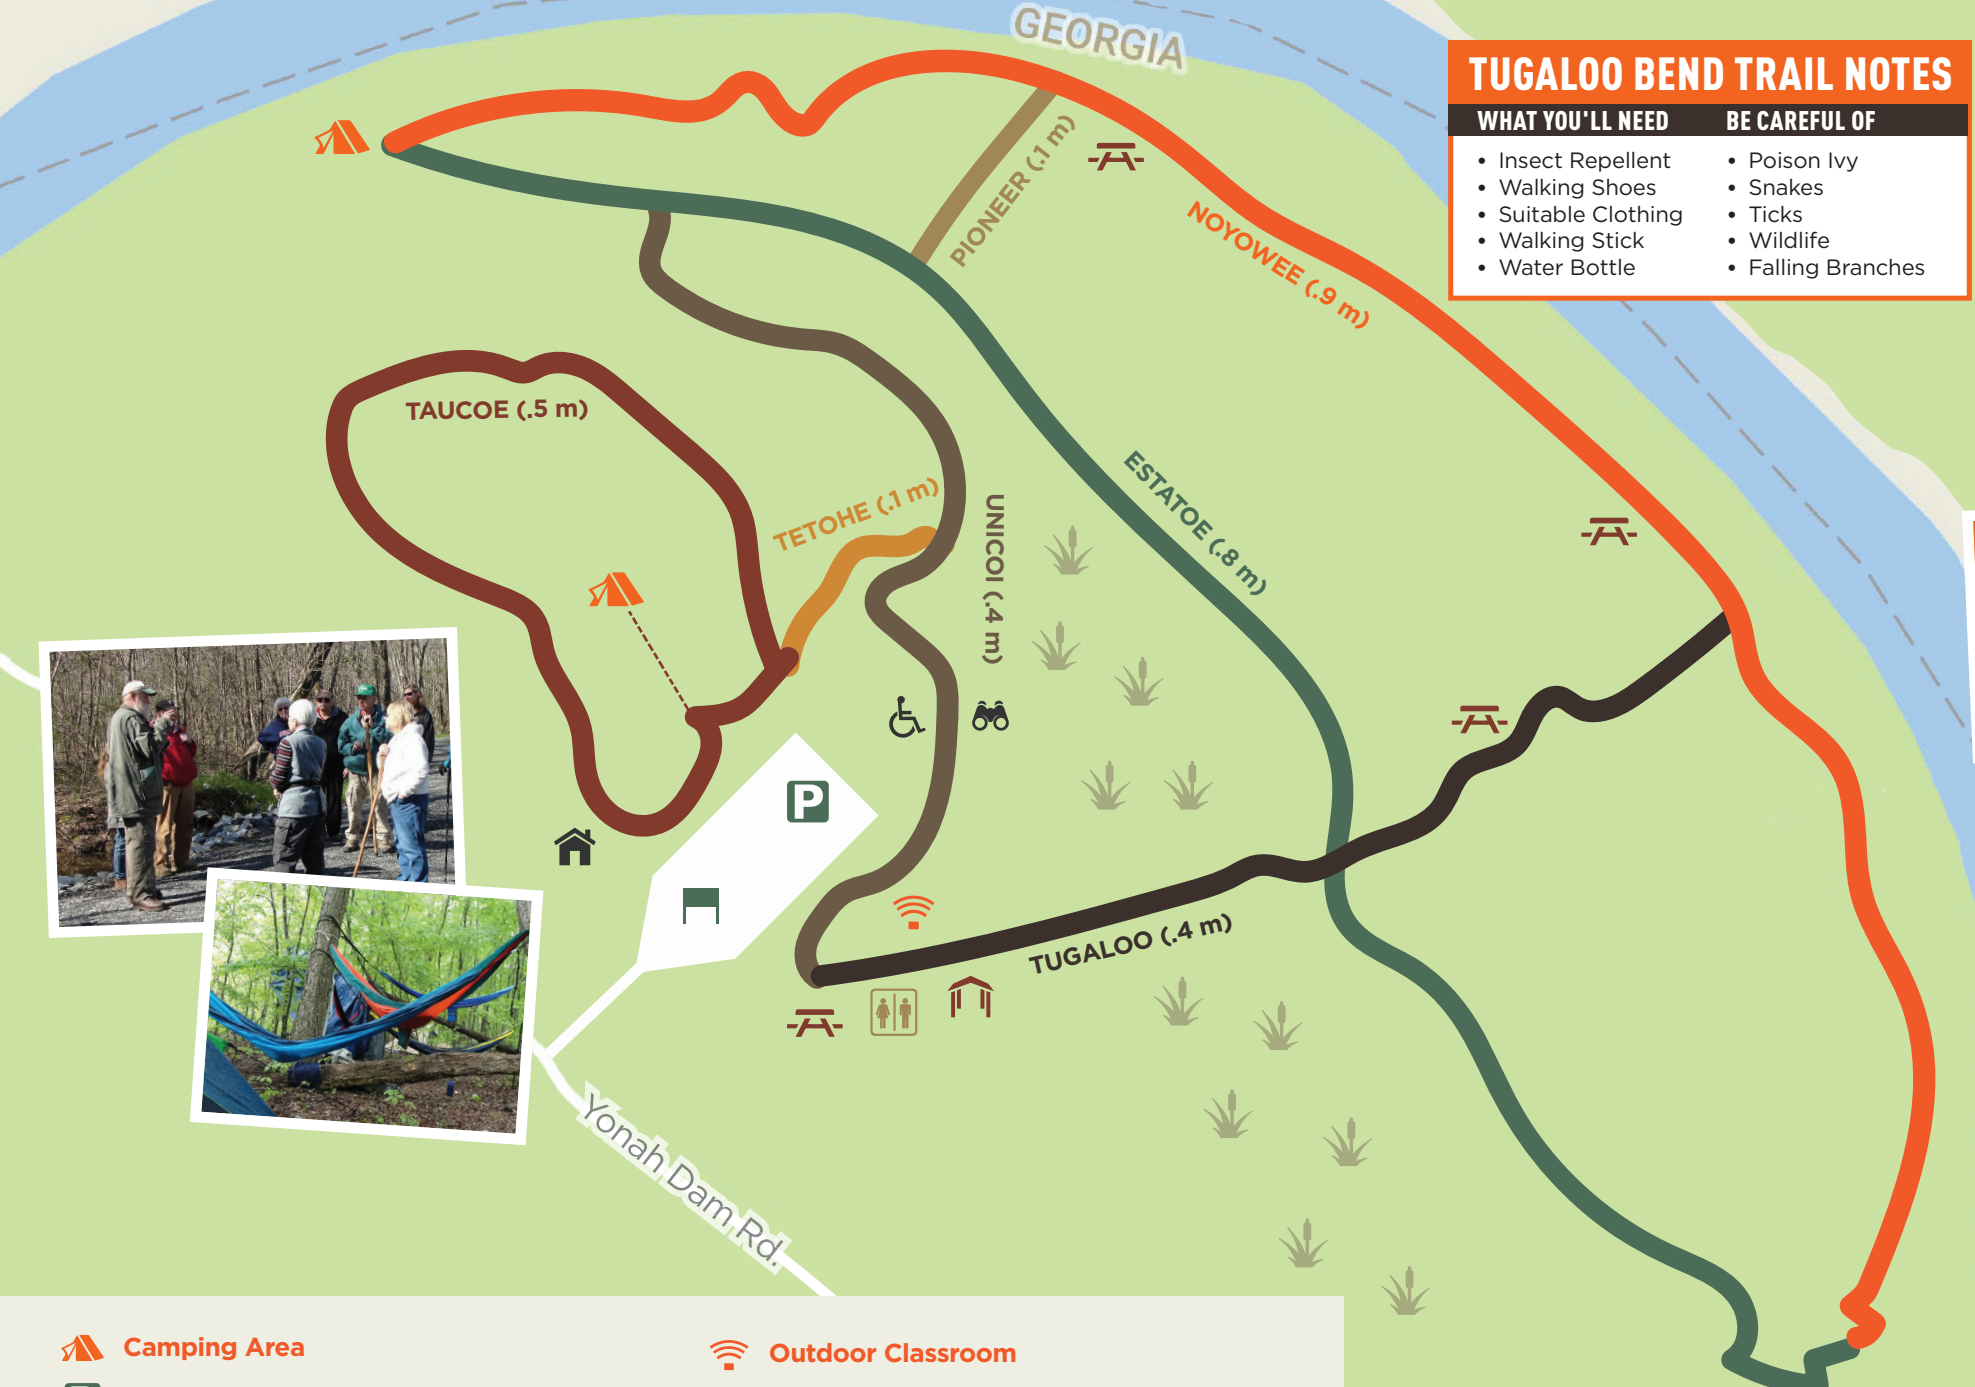 GEORGIA
TUGALOO BEND TRAIL NOTES
WHAT YOU'LL NEED
• Insect Repellent
• Walking Shoes
• Suitable Clothing
• Walking Stick
• Water Bottle
BE CAREFUL OF
• Poison Ivy
• Snakes
• Ticks
• Wildlife
• Falling Branches
PIONEER (.1 m)
NOYOWEE (.9 m)
TAUCOE (.5 m)
TETOHE (.1 m)
UNICOI (.4 m)
ESTATOE (.8 m)
P
TUGALOO (.4 m)
Yonah Dam Rd.
Camping Area
Outdoor Classroom